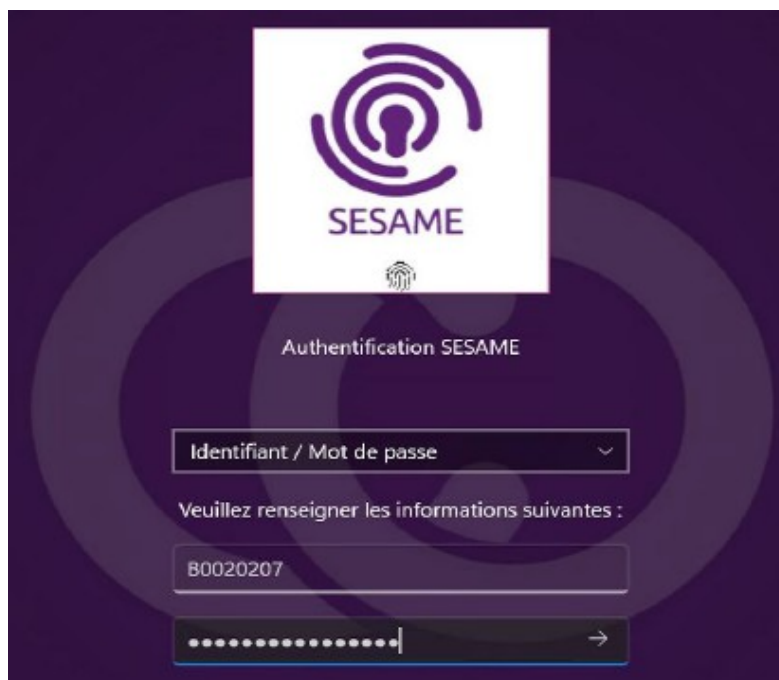 SESAME
Authentification SESAME
Identifiant / Mot de passe
Veuillez renseigner les informations suivantes :
B0020207
••••••••••••••••